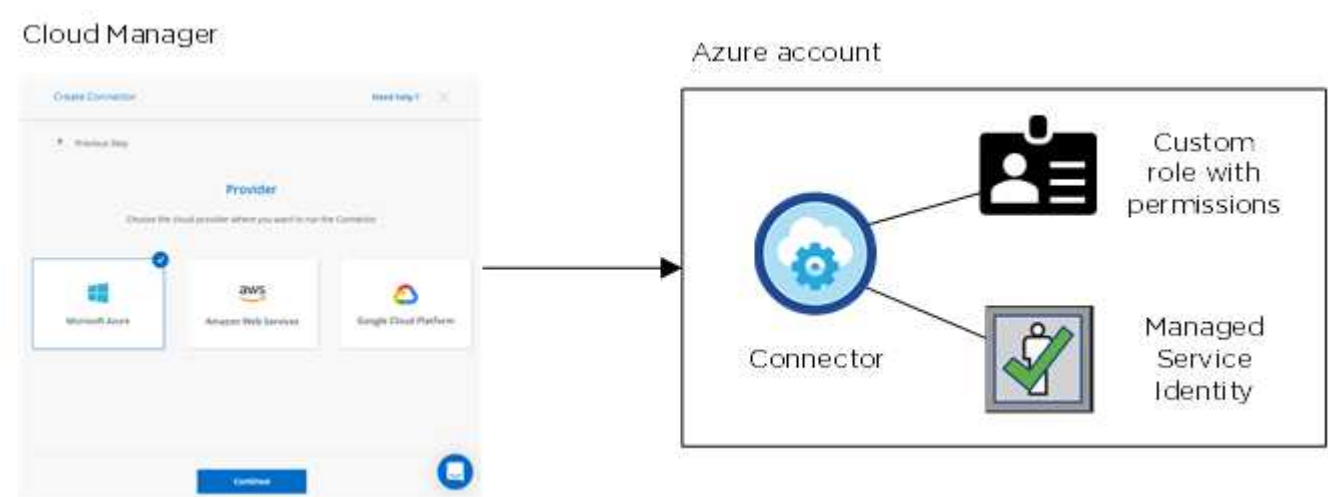 Cloud Manager
Azure account
Create Connector
Need help?
Previous Step
Provider
Choose the cloud provider where you want to run the Connector
aws
Microsoft Azure
Amazon Web Services
Google Cloud Platform
Continue
Connector
Custom
role with
permissions
Managed
Service
Identity